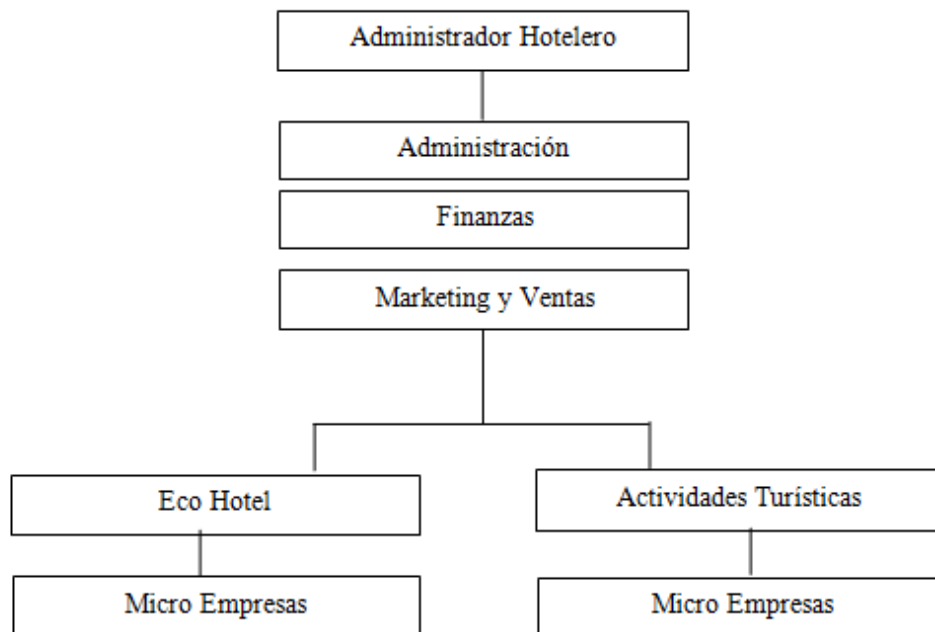 Administrador Hotelero
Administración
Finanzas
Marketing y Ventas
Eco Hotel
Actividades Turísticas
Micro Empresas
Micro Empresas